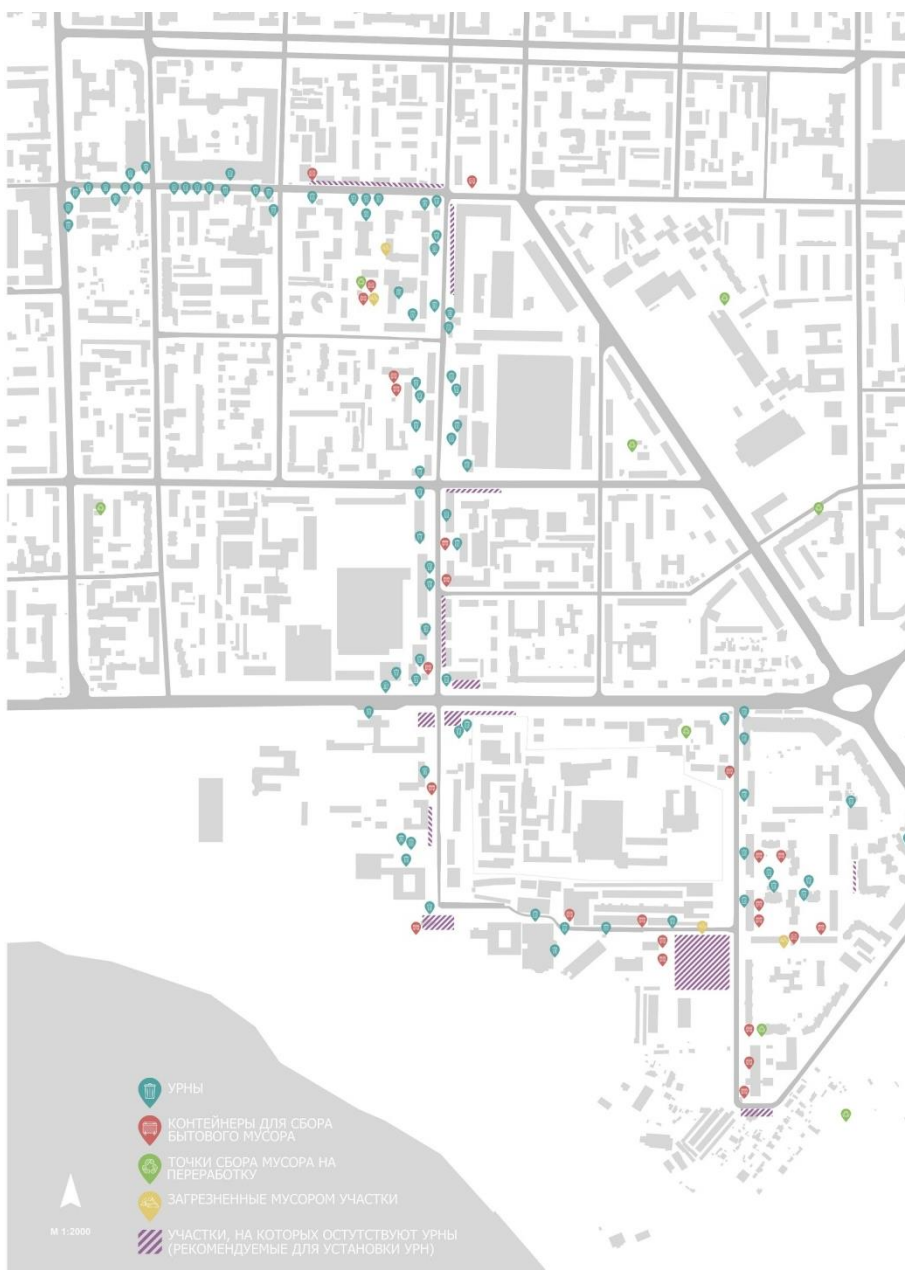 УРНЫ
КОНТЕЙНЕРЫ ДЛЯ СБОРА
БЫТОВОГО МУСОРА
ТОЧКИ СБОРА МУСОРА НА
ПЕРЕРАБОТКУ
ЗАГРЕЗНЕННЫЕ МУСОРОМ УЧАСТКИ
УЧАСТКИ, НА КОТОРЫХ ОСТУТСТВУЮТ УРНЫ
(РЕКОМЕНДУЕМЫЕ ДЛЯ УСТАНОВКИ УРН)
М 1:2000